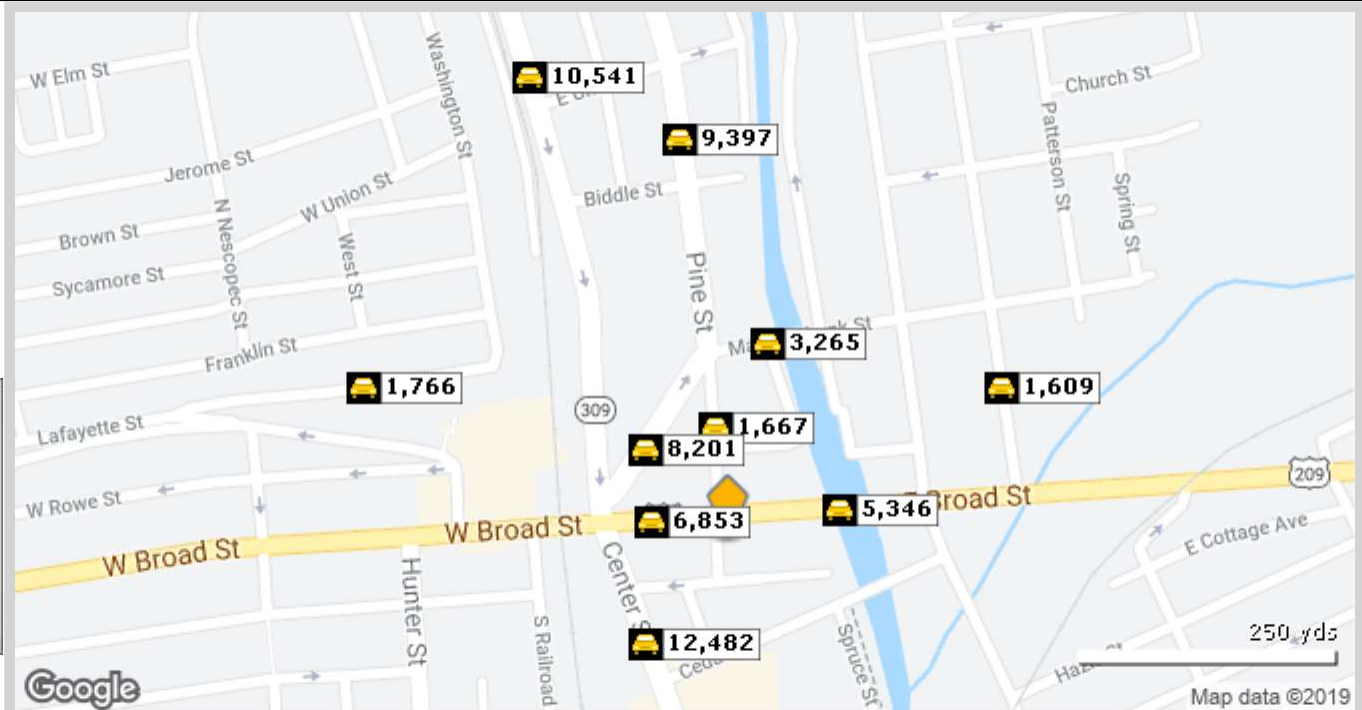 W Elm St
Washington St
10,541
Church St
9,397
Patterson St
Jerome St
Biddle St
Spring St
W Union St
N Nescopec St
Brown St
West St
Sycamore St
Pine St
3,265
St
Franklin St
1,766
1,609
309
Lafayette St
1,667
8,201
209
W Rowe St
Broad St
5,346
6,853
W Broad St
W Broad St
E Cottage Ave
Center
Hunter St
S Railroad
12,482
Spruce St
250 yds
Google
Map data ©2019